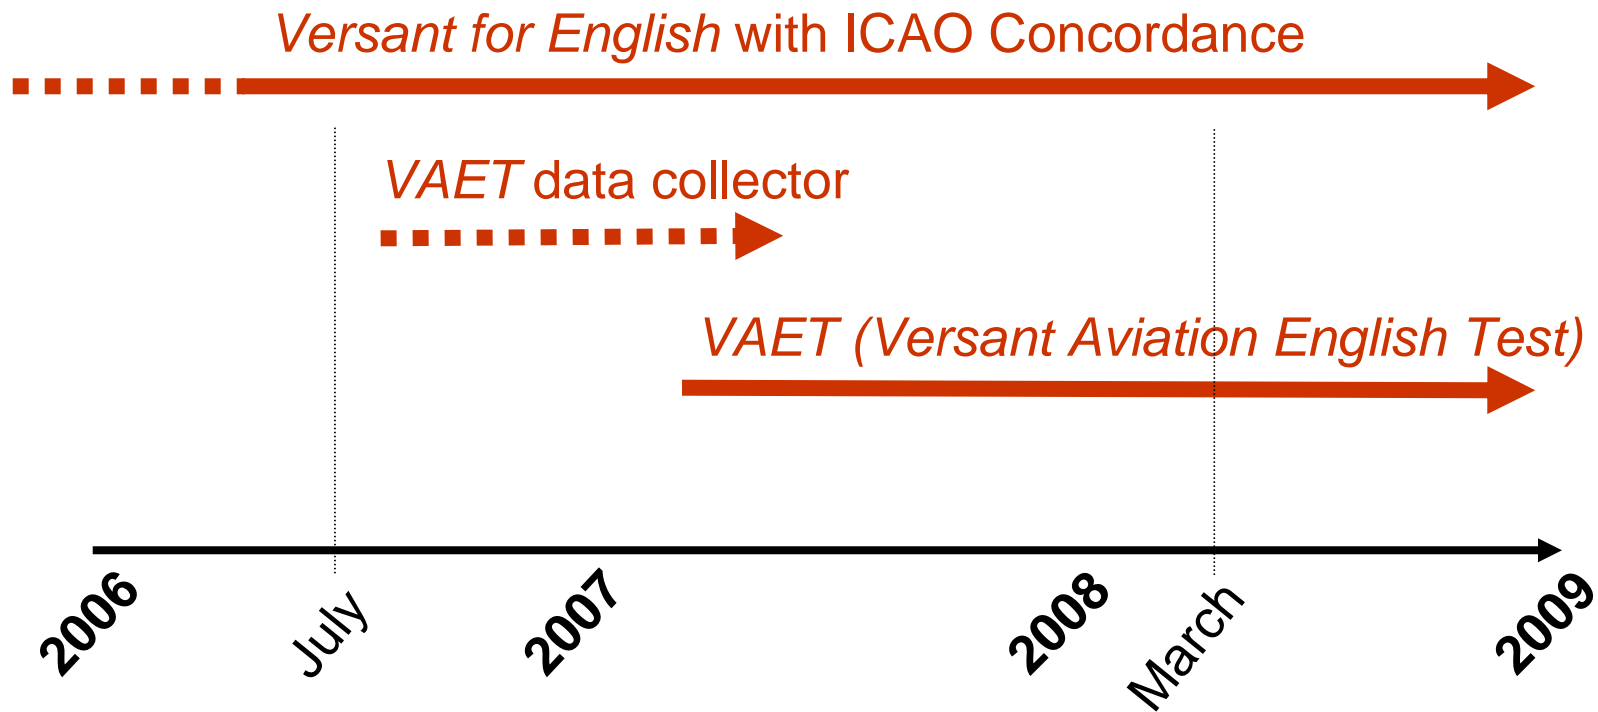 Versant for English with ICAO Concordance
VAET data collector
VAET (Versant Aviation English Test)
2006
July
2007
2008
March
2009